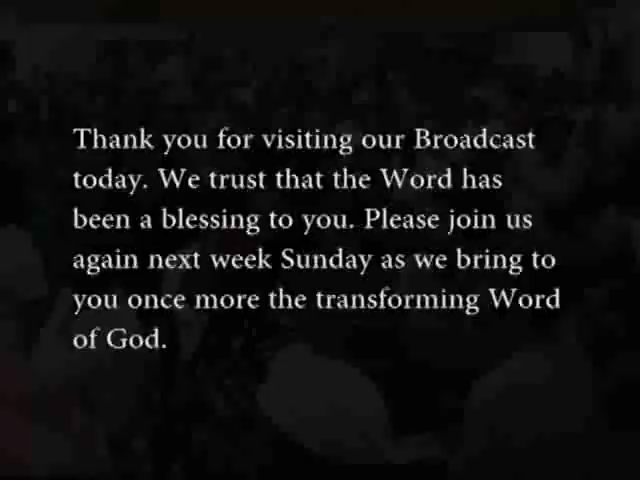 Thank you for visiting our Broadcast
today. We trust that the Word has
been a blessing to you. Please join us
again next week Sunday as we bring to
you once more the transforming Word
of God.